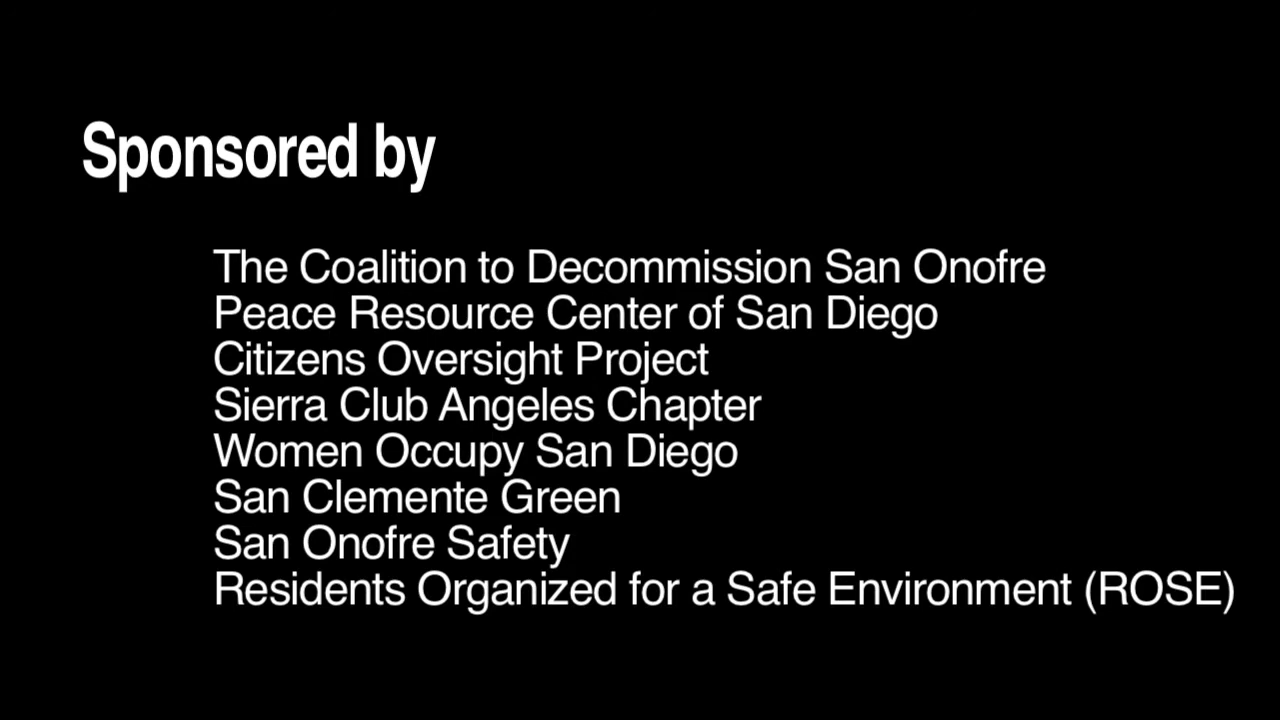 Sponsored by
The Coalition to Decommission San Onofre
Peace Resource Center of San Diego
Citizens Oversight Project
Sierra Club Angeles Chapter
Women Occupy San Diego
San Clemente Green
San Onofre Safety
Residents Organized for a Safe Environment (ROSE)